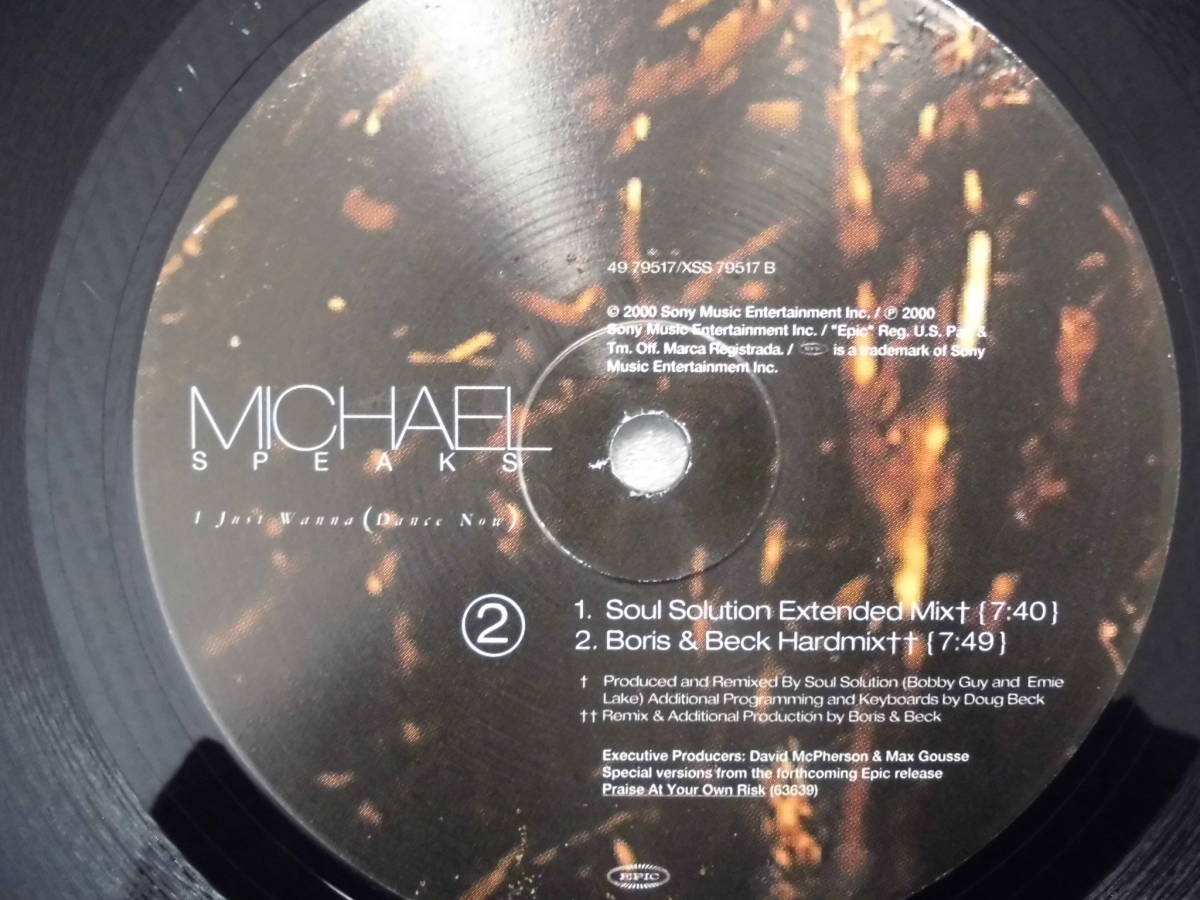 49 79517/XSS 79517 B
© 2000 Sony Music Entertainment Inc. / ℗ 2000
Sony Music Entertainment Inc. / "Epic" Reg. U.S. Pat. &
Tm. Off. Marca Registrada. / EPIC is a trademark of Sony
Music Entertainment Inc.
MICHAEL
SPEAKS
I Just Wanna (Dance Now)
2
1. Soul Solution Extended Mix† {7:40}
2. Boris & Beck Hardmix†† {7:49}
† Produced and Remixed By Soul Solution (Bobby Guy and Ernie
Lake) Additional Programming and Keyboards by Doug Beck
†† Remix & Additional Production by Boris & Beck
Executive Producers: David McPherson & Max Gousse
Special versions from the forthcoming Epic release
Praise At Your Own Risk (63639)
EPIC